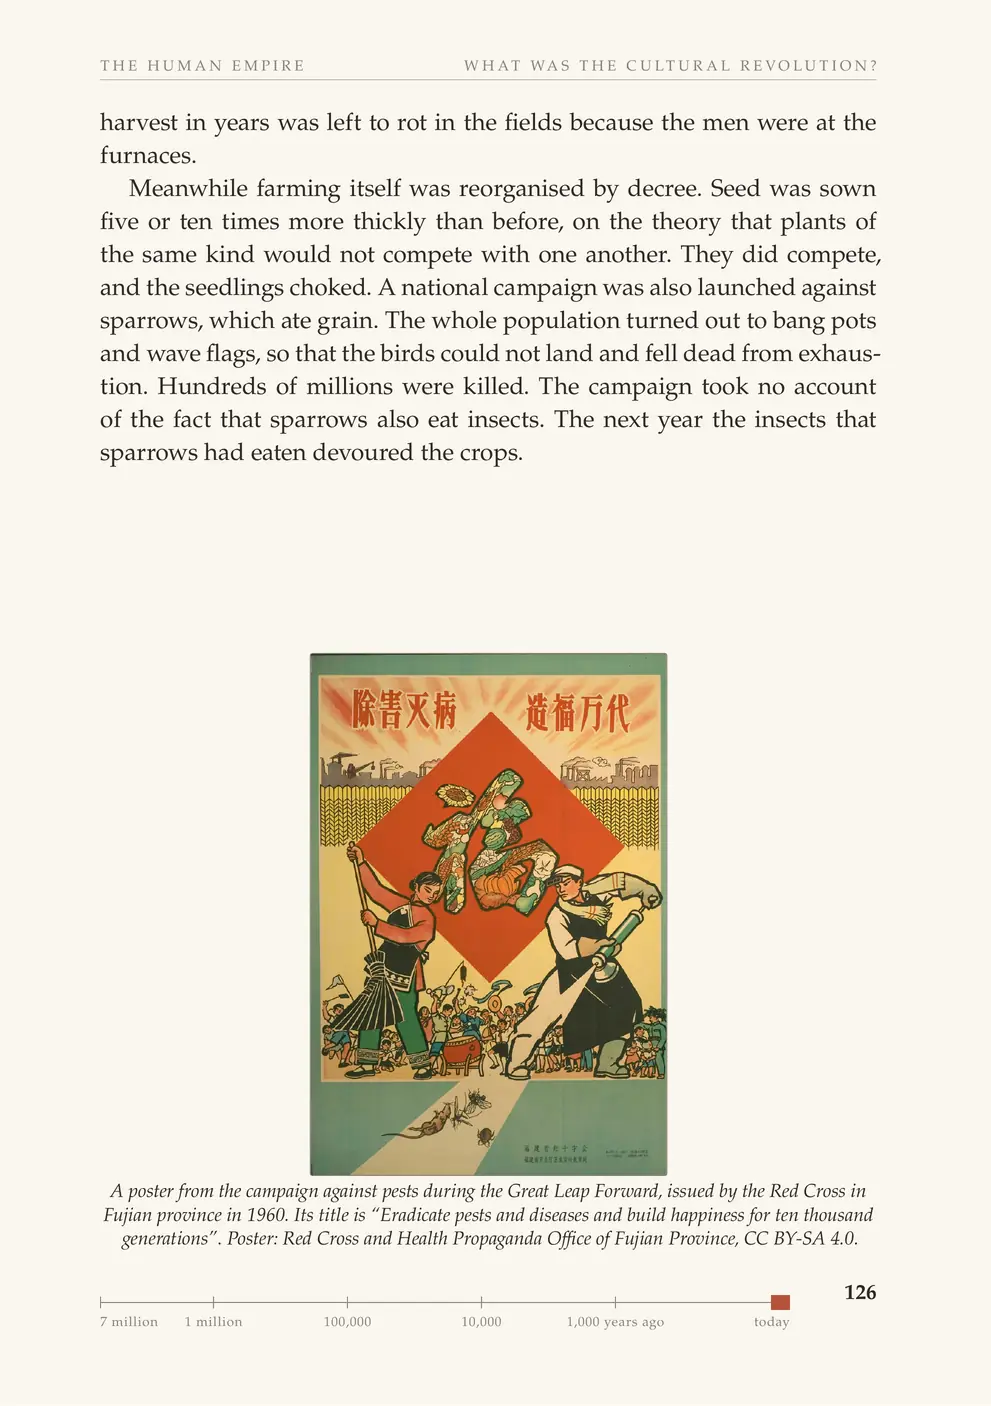 THE HUMAN EMPIRE
WHAT WAS THE CULTURAL REVOLUTION?
harvest in years was left to rot in the fields because the men were at the
furnaces.
Meanwhile farming itself was reorganised by decree. Seed was sown
five or ten times more thickly than before, on the theory that plants of
the same kind would not compete with one another. They did compete,
and the seedlings choked. A national campaign was also launched against
sparrows, which ate grain. The whole population turned out to bang pots
and wave flags, so that the birds could not land and fell dead from exhaus-
tion. Hundreds of millions were killed. The campaign took no account
of the fact that sparrows also eat insects. The next year the insects that
sparrows had eaten devoured the crops.
除害灭病 造福万代
福
A poster from the campaign against pests during the Great Leap Forward, issued by the Red Cross in
Fujian province in 1960. Its title is “Eradicate pests and diseases and build happiness for ten thousand
generations”. Poster: Red Cross and Health Propaganda Office of Fujian Province, CC BY-SA 4.0.
126
7 million 1 million 100,000 10,000 1,000 years ago today